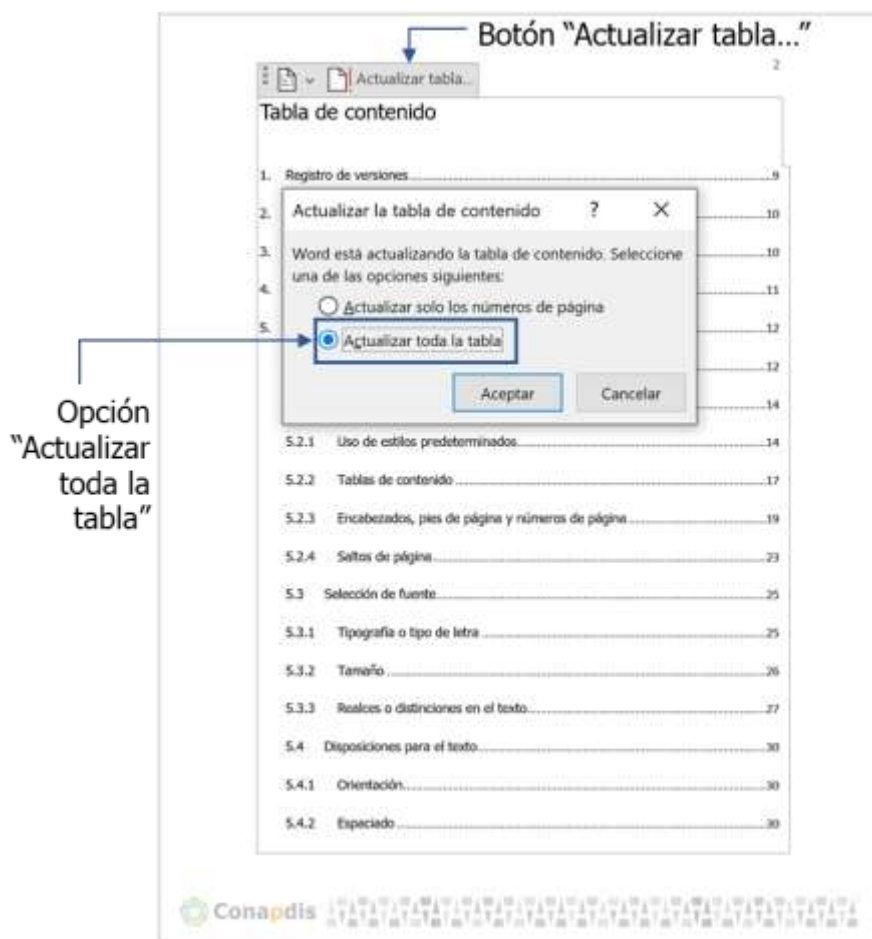 Botón “Actualizar tabla...”
2
Actualizar tabla...
Tabla de contenido
1. Registro de versiones 9
2. 10
3. 10
4. 11
5. 12
12
14
Actualizar la tabla de contenido ? X
Word está actualizando la tabla de contenido. Seleccione
una de las opciones siguientes:
Actualizar solo los números de página
Actualizar toda la tabla
Aceptar Cancelar
Opción
“Actualizar
toda la
tabla”
5.2.1 Uso de estilos predeterminados 14
5.2.2 Tablas de contenido 17
5.2.3 Encabezados, pies de página y números de página 19
5.2.4 Saltos de página 23
5.3 Selección de fuente 25
5.3.1 Tipografía o tipo de letra 25
5.3.2 Tamaño 26
5.3.3 Realces o distinciones en el texto 27
5.4 Disposiciones para el texto 30
5.4.1 Orientación 30
5.4.2 Espaciado 30
Conapdis